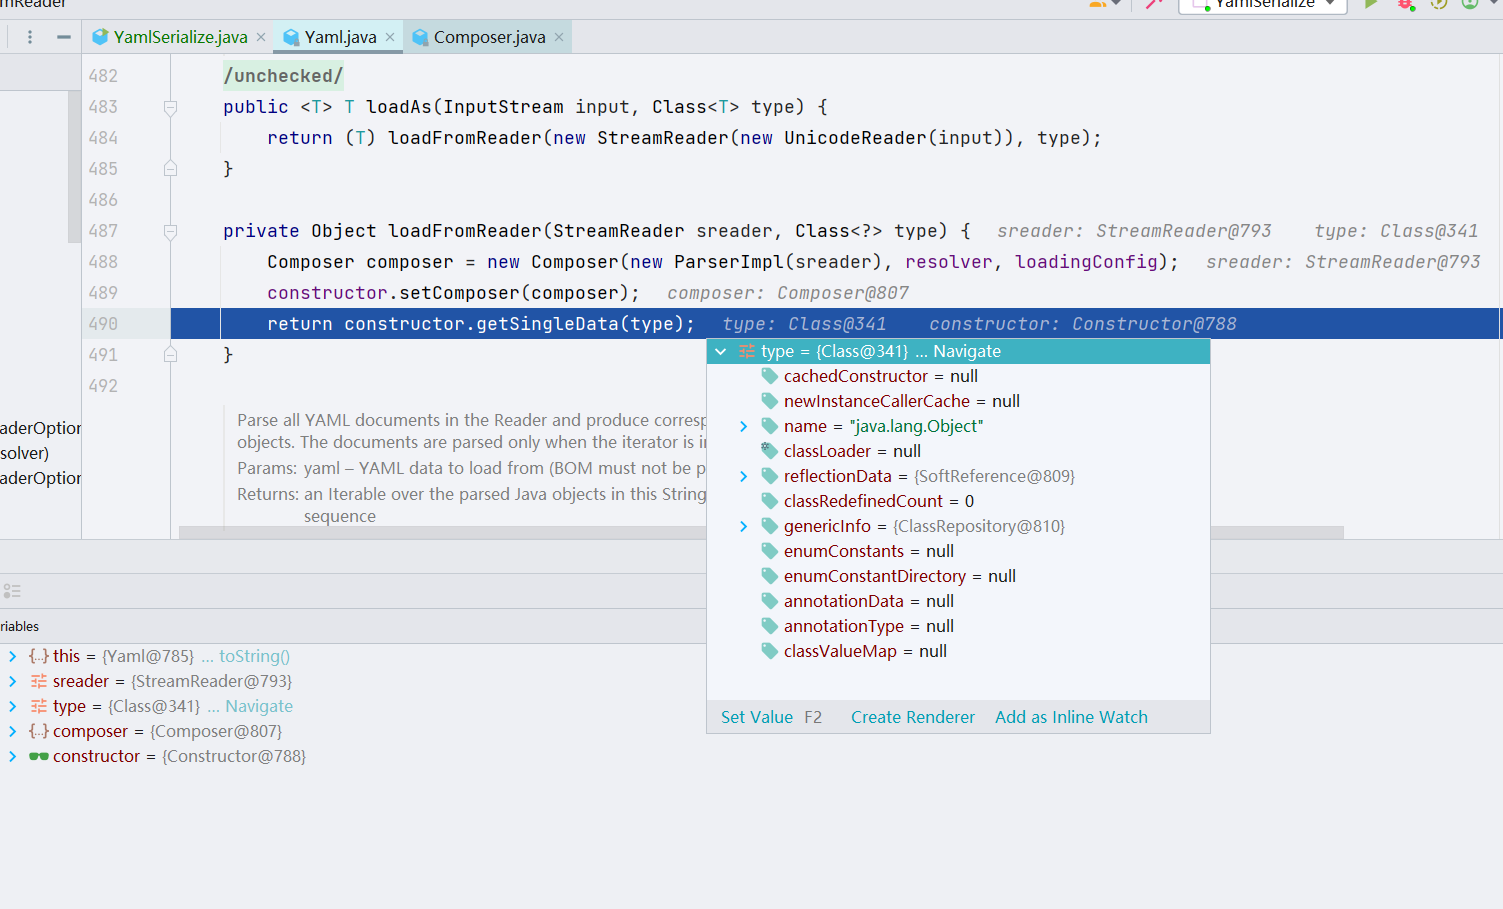 mReader
YamlSerialize
YamlSerialize.java
Yaml.java
Composer.java
482 /unchecked/
483 public <T> T loadAs(InputStream input, Class<T> type) {
484 return (T) loadFromReader(new StreamReader(new UnicodeReader(input)), type);
485 }
486
487 private Object loadFromReader(StreamReader sreader, Class<?> type) { sreader: StreamReader@793 type: Class@341
488 Composer composer = new Composer(new ParserImpl(sreader), resolver, loadingConfig); sreader: StreamReader@793
489 constructor.setComposer(composer); composer: Composer@807
490 return constructor.getSingleData(type); type: Class@341 constructor: Constructor@788
491 }
492
aderOption
solver)
aderOption
Parse all YAML documents in the Reader and produce corresp
objects. The documents are parsed only when the iterator is i
Params: yaml – YAML data to load from (BOM must not be p
Returns: an Iterable over the parsed Java objects in this String
sequence
type = {Class@341} ... Navigate
cachedConstructor = null
newInstanceCallerCache = null
name = "java.lang.Object"
classLoader = null
reflectionData = {SoftReference@809}
classRedefinedCount = 0
genericInfo = {ClassRepository@810}
enumConstants = null
enumConstantDirectory = null
annotationData = null
annotationType = null
classValueMap = null
Set Value F2 Create Renderer Add as Inline Watch
riables
this = {Yaml@785} ... toString()
sreader = {StreamReader@793}
type = {Class@341} ... Navigate
composer = {Composer@807}
constructor = {Constructor@788}